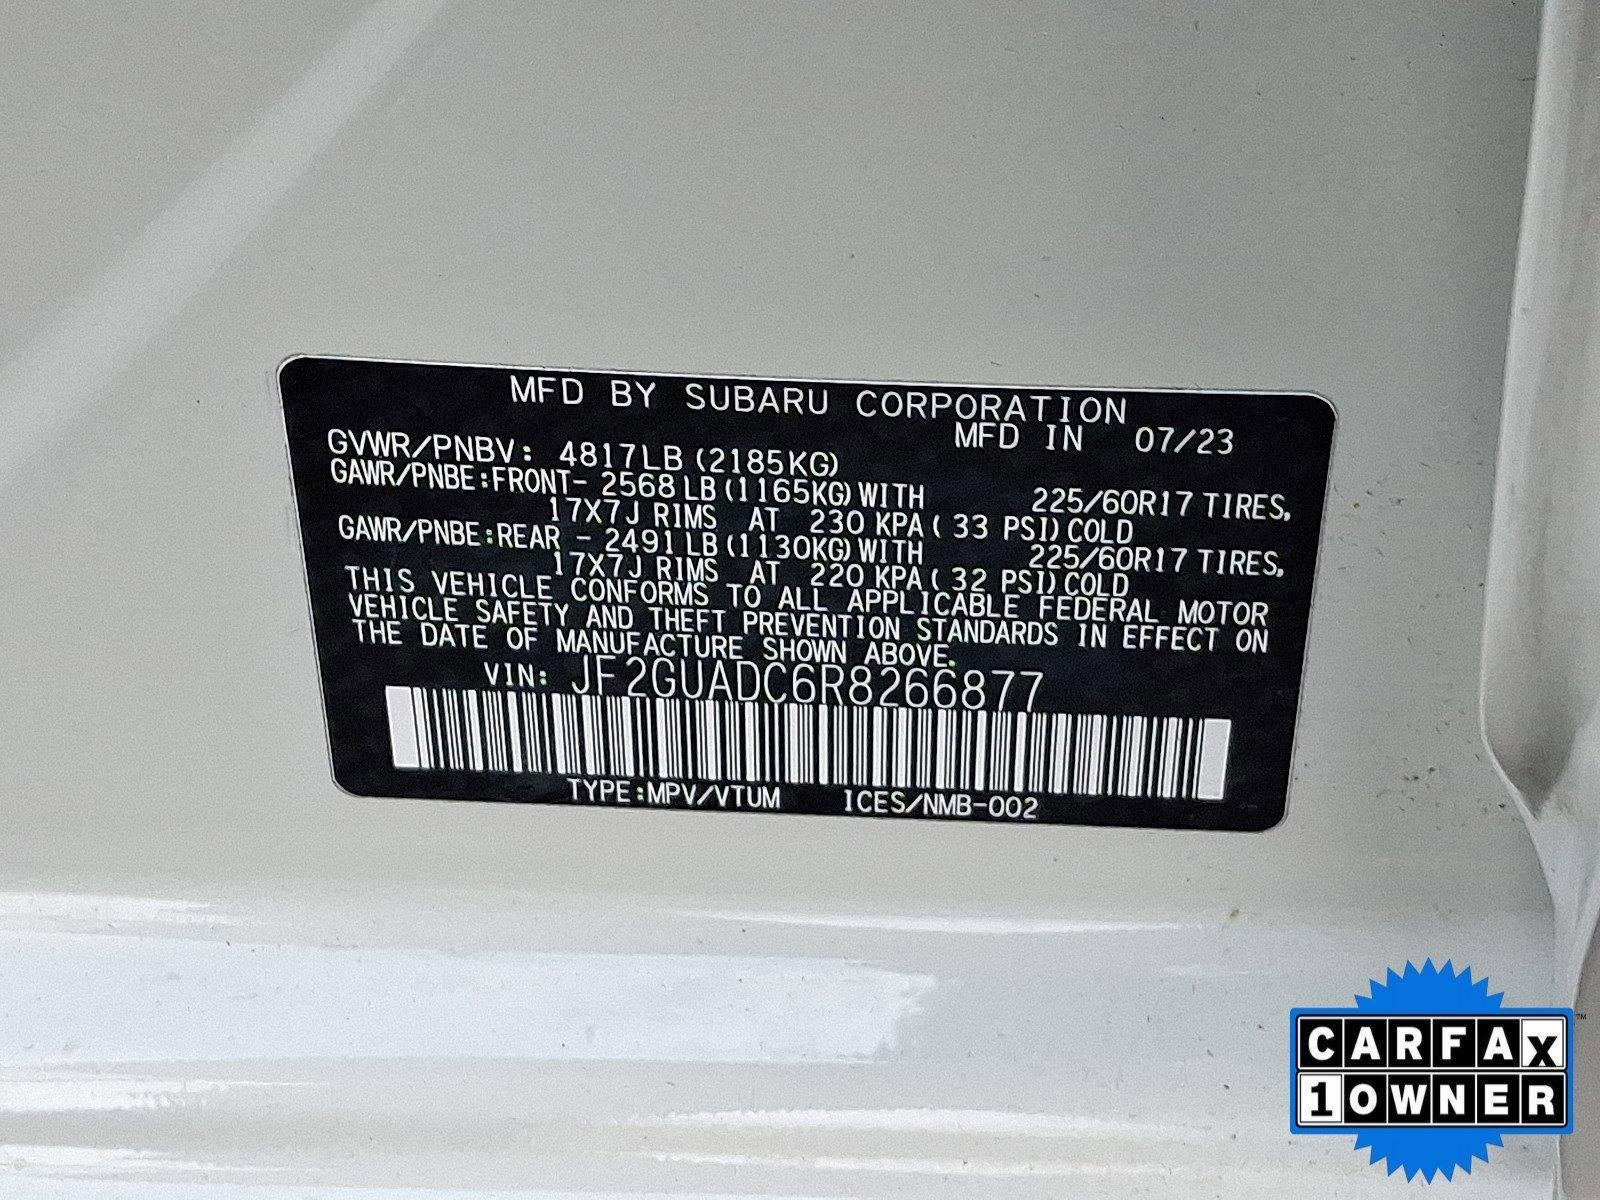 MFD BY SUBARU CORPORATION
MFD IN 07/23
GVWR/PNBV: 4817LB (2185KG)
GAWR/PNBE:FRONT- 2568 LB (1165KG) WITH 225/60R17 TIRES,
17X7J RIMS AT 230 KPA ( 33 PSI) COLD
GAWR/PNBE:REAR - 2491 LB (1130KG) WITH 225/60R17 TIRES,
17X7J RIMS AT 220 KPA ( 32 PSI) COLD
THIS VEHICLE CONFORMS TO ALL APPLICABLE FEDERAL MOTOR
VEHICLE SAFETY AND THEFT PREVENTION STANDARDS IN EFFECT ON
THE DATE OF MANUFACTURE SHOWN ABOVE.
VIN: JF2GUADC6R8266877
TYPE:MPV/VTUM ICES/NMB-002
CARFAX™
1 OWNER